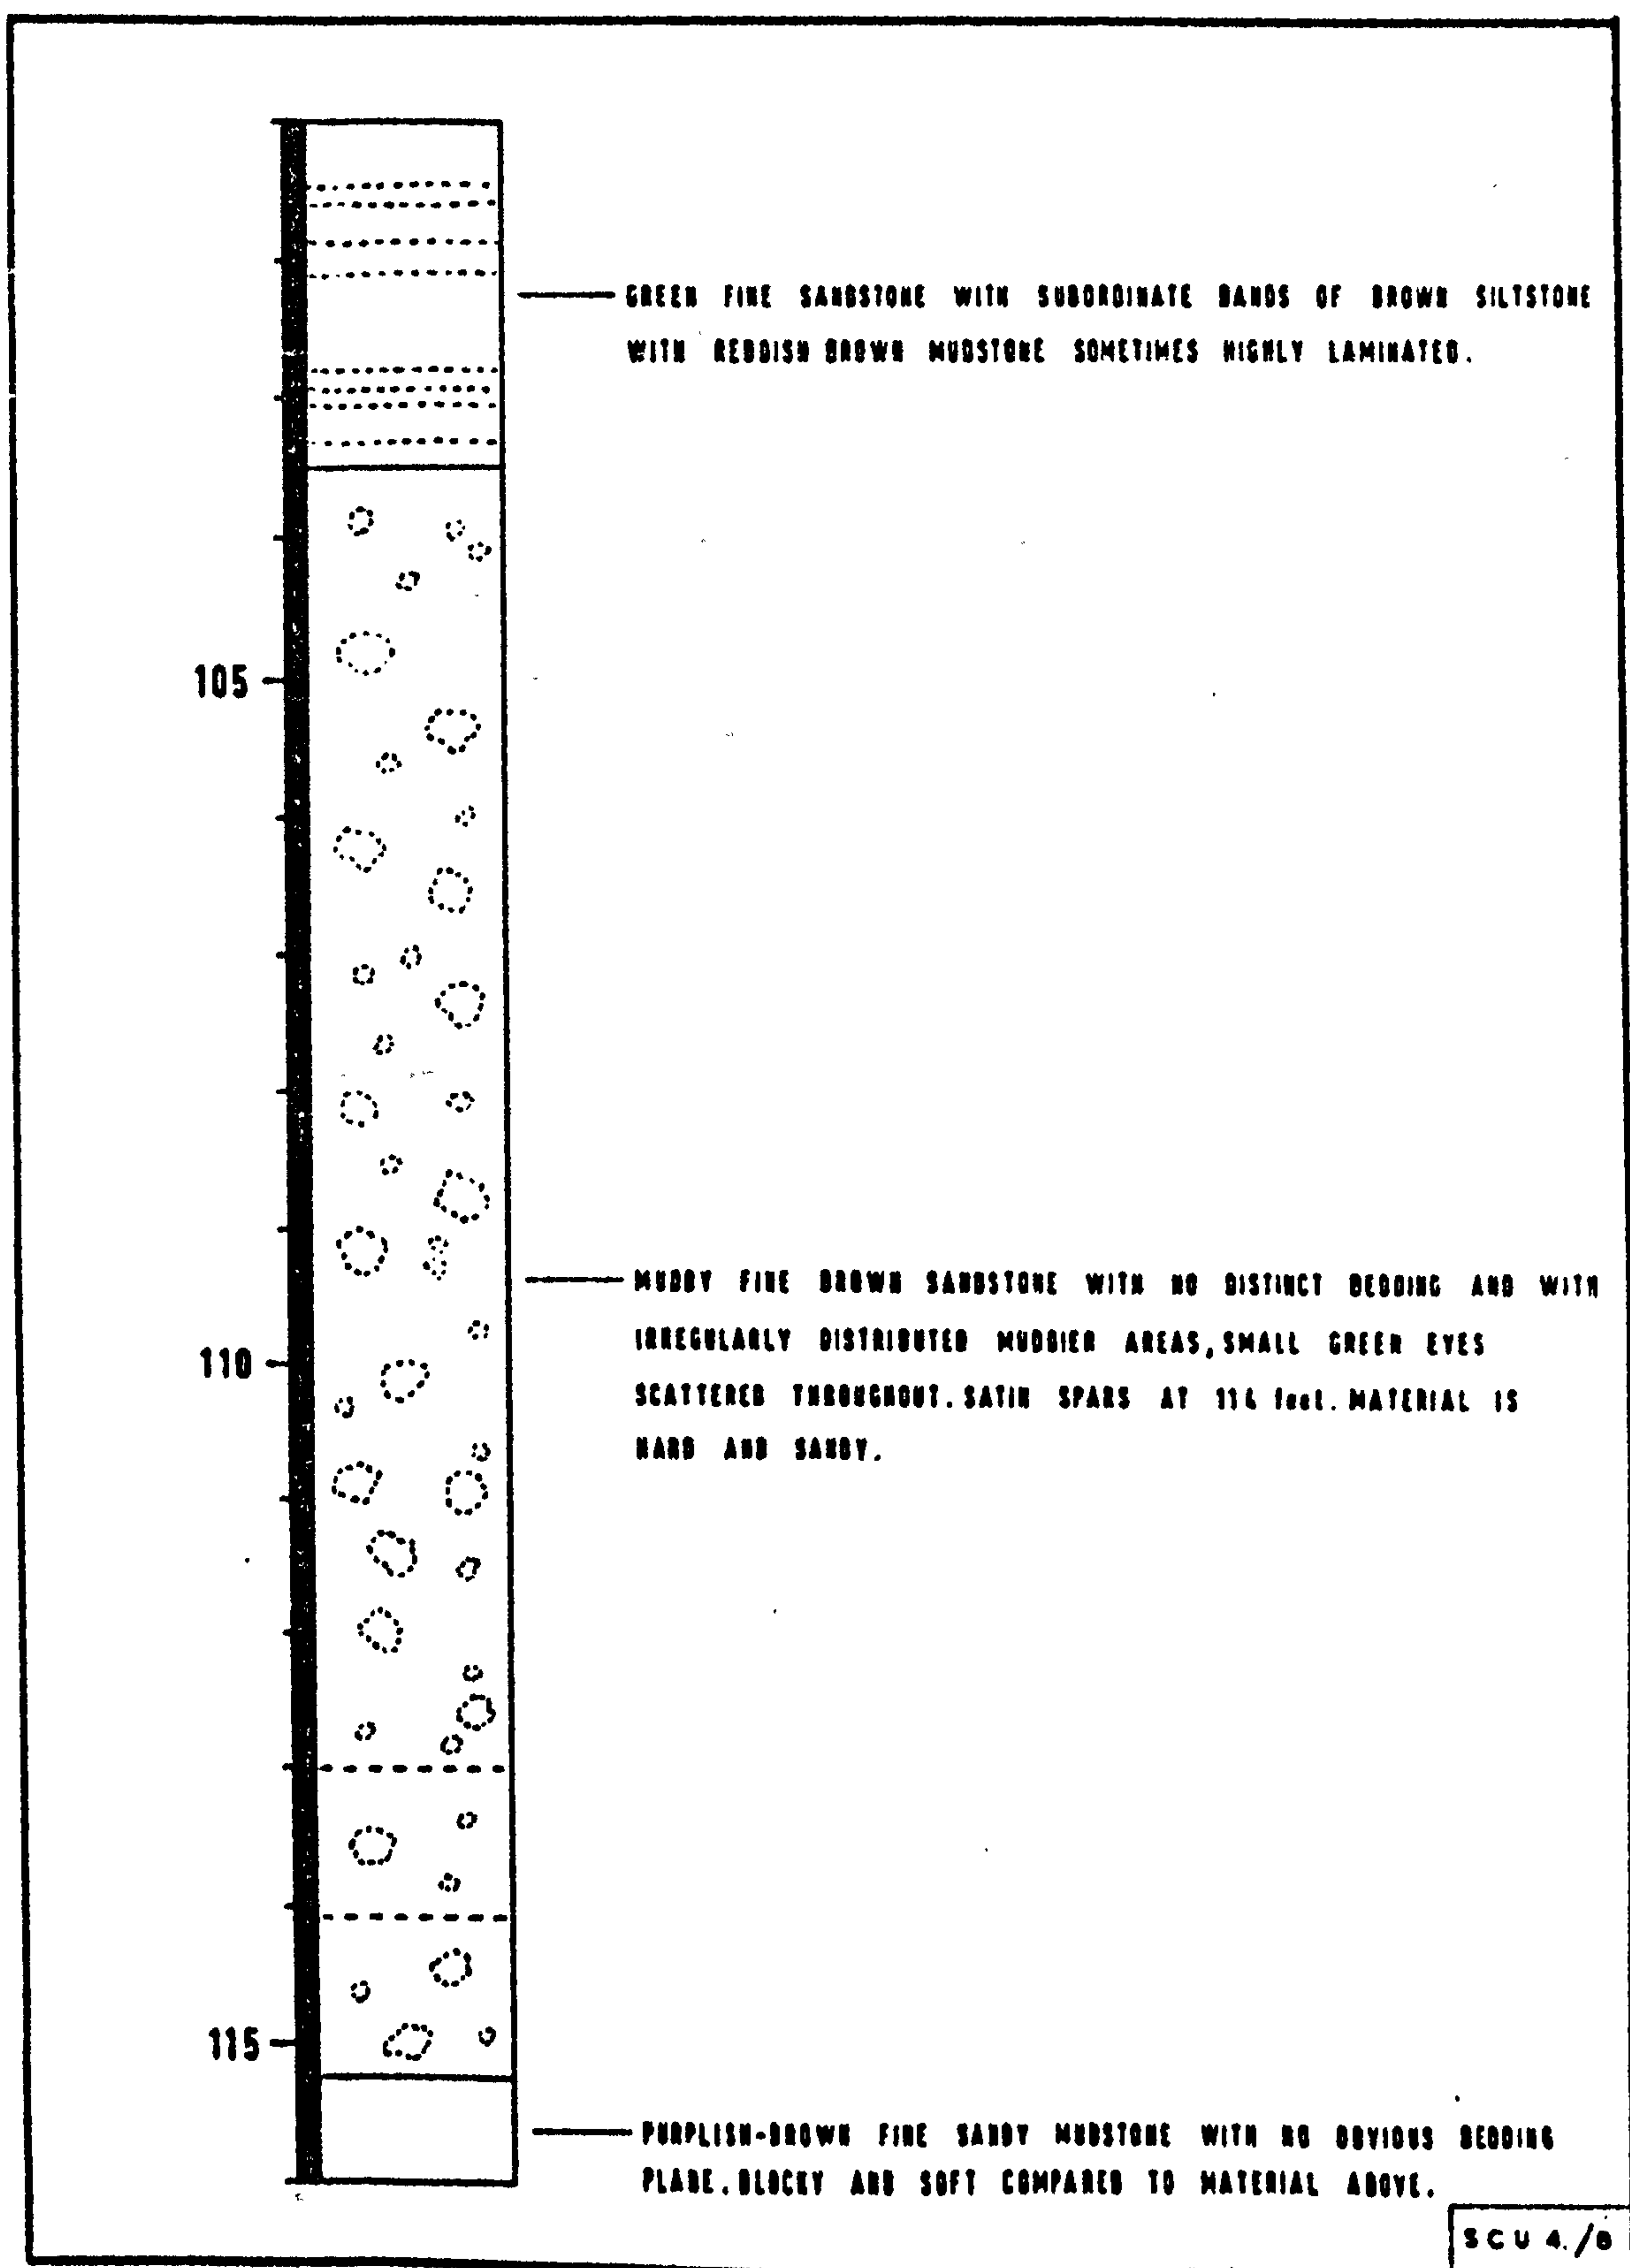 GREEN FINE SANDSTONE WITH SUBORDINATE BANDS OF BROWN SILTSTONE
WITH REDDISH BROWN MUDSTONE SOMETIMES HIGHLY LAMINATED.
105
MUDDY FINE BROWN SANDSTONE WITH NO DISTINCT BEDDING AND WITH
IRREGULARLY DISTRIBUTED MUDDIER AREAS, SMALL GREEN EYES
110
SCATTERED THROUGHOUT. SATIN SPARS AT 114 feet. MATERIAL IS
HARD AND SANDY.
115
PURPLISH-BROWN FINE SANDY MUDSTONE WITH NO OBVIOUS BEDDING
PLANE. BLOCKY AND SOFT COMPARED TO MATERIAL ABOVE.
SCU 4./8